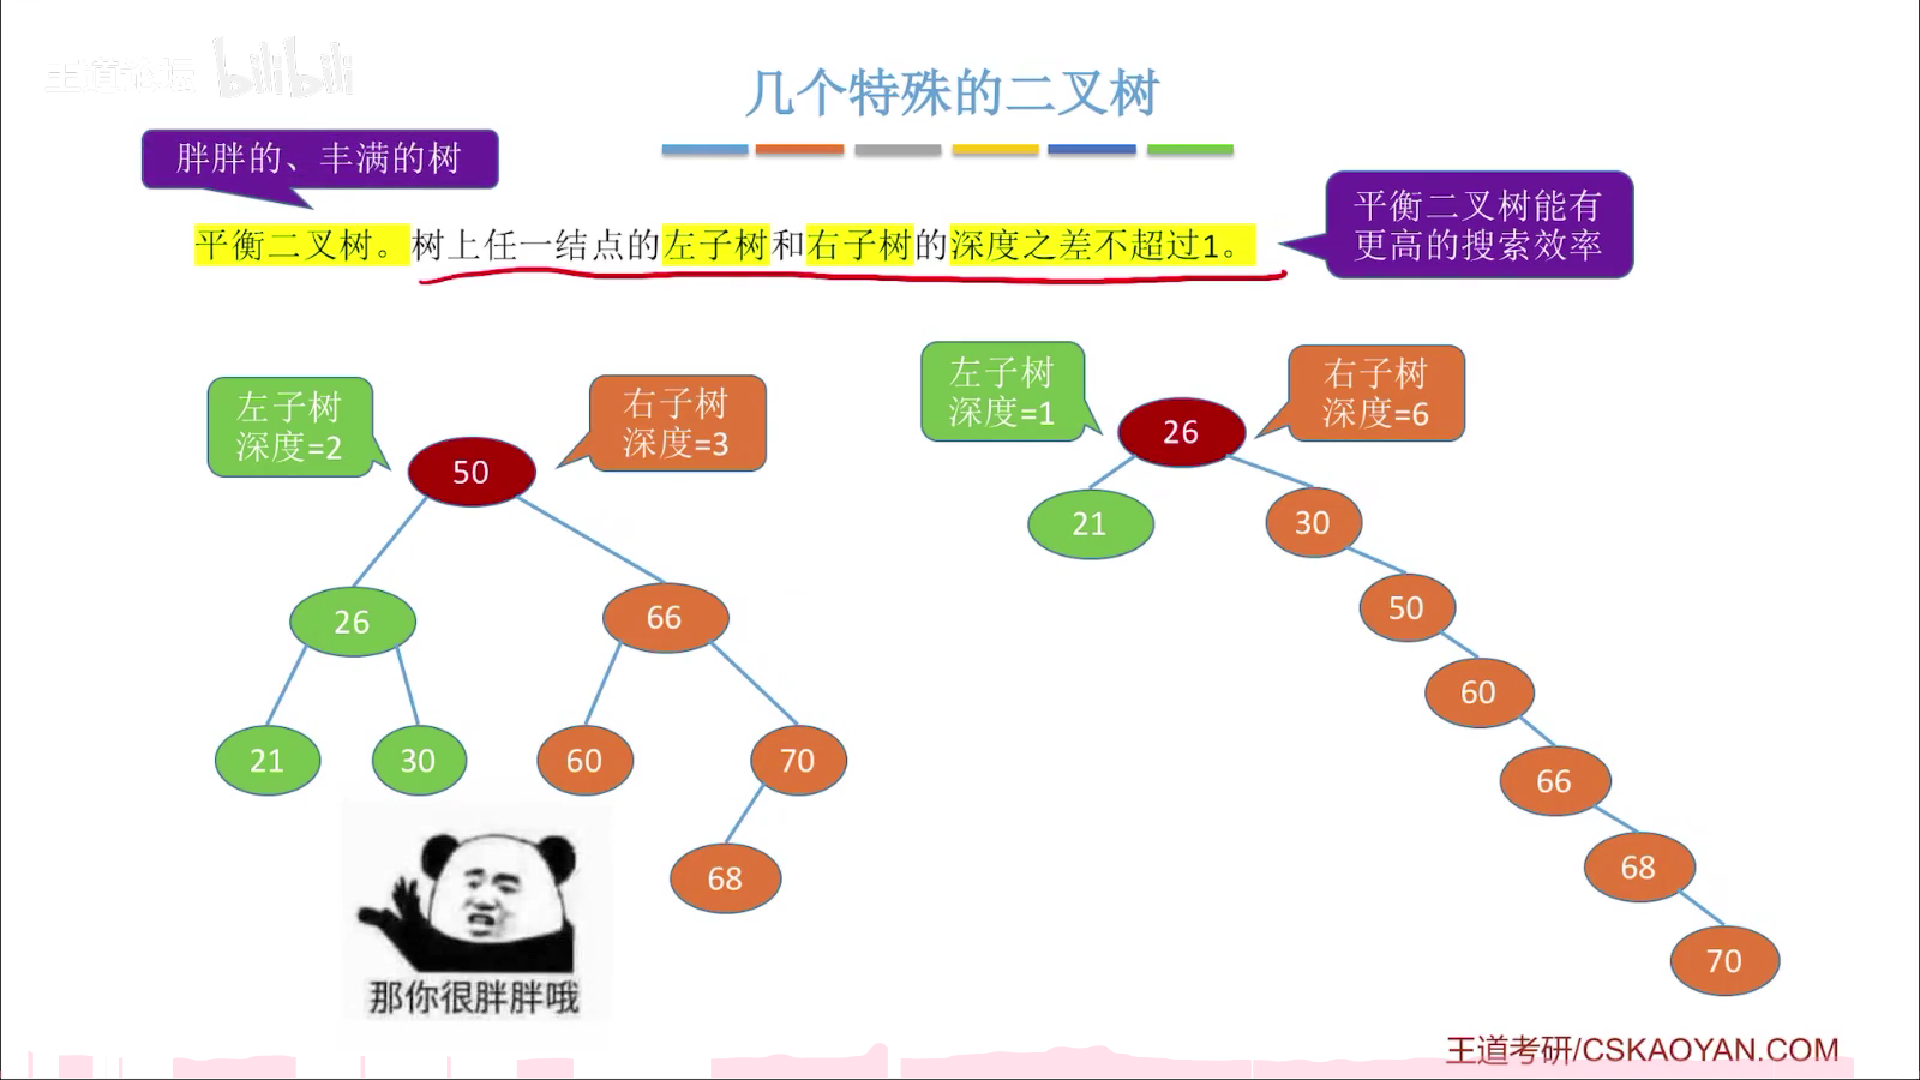 王道论坛 bilibili
几个特殊的二叉树
胖胖的、丰满的树
平衡二叉树能有
更高的搜索效率
平衡二叉树。树上任一结点的左子树和右子树的深度之差不超过1。
左子树
深度=2
右子树
深度=3
50
26
66
21
30
60
70
68
那你很胖胖哦
左子树
深度=1
右子树
深度=6
26
21
30
50
60
66
68
70
王道考研/CSKAOYAN.COM